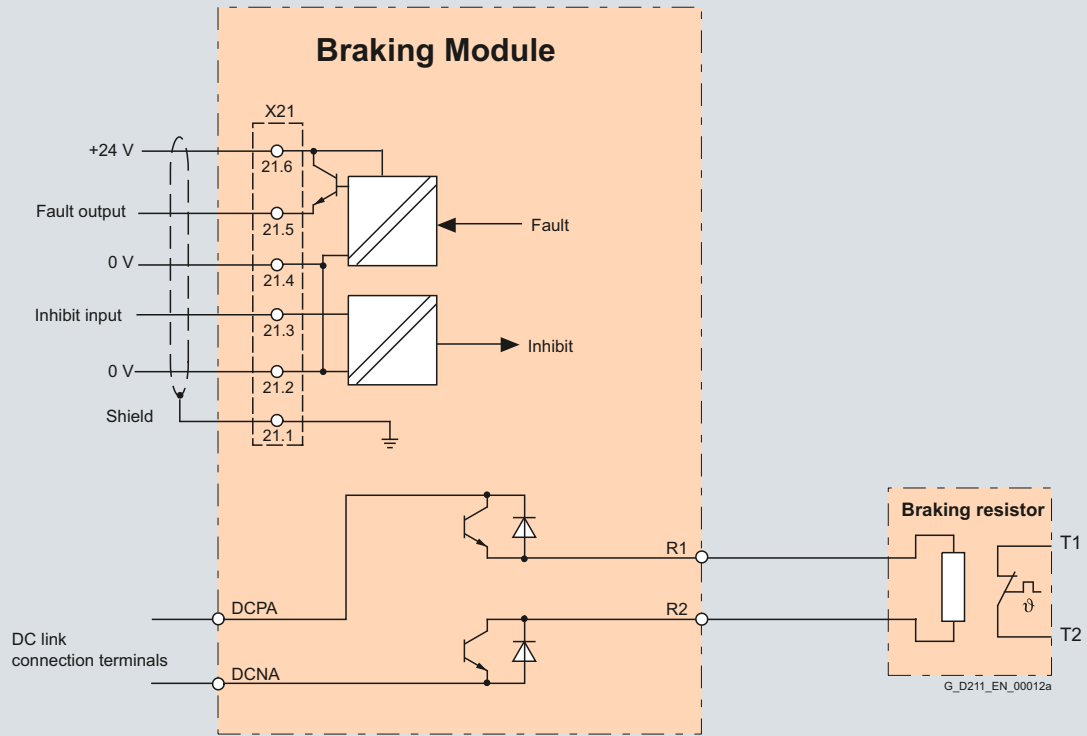 Braking Module
X21
+24 V
21.6
Fault output
21.5
Fault
0 V
21.4
Inhibit input
21.3
Inhibit
0 V
21.2
Shield
21.1
Braking resistor
R1
T1
DCPA
R2
ϑ
T2
DC link
connection terminals
DCNA
G_D211_EN_00012a